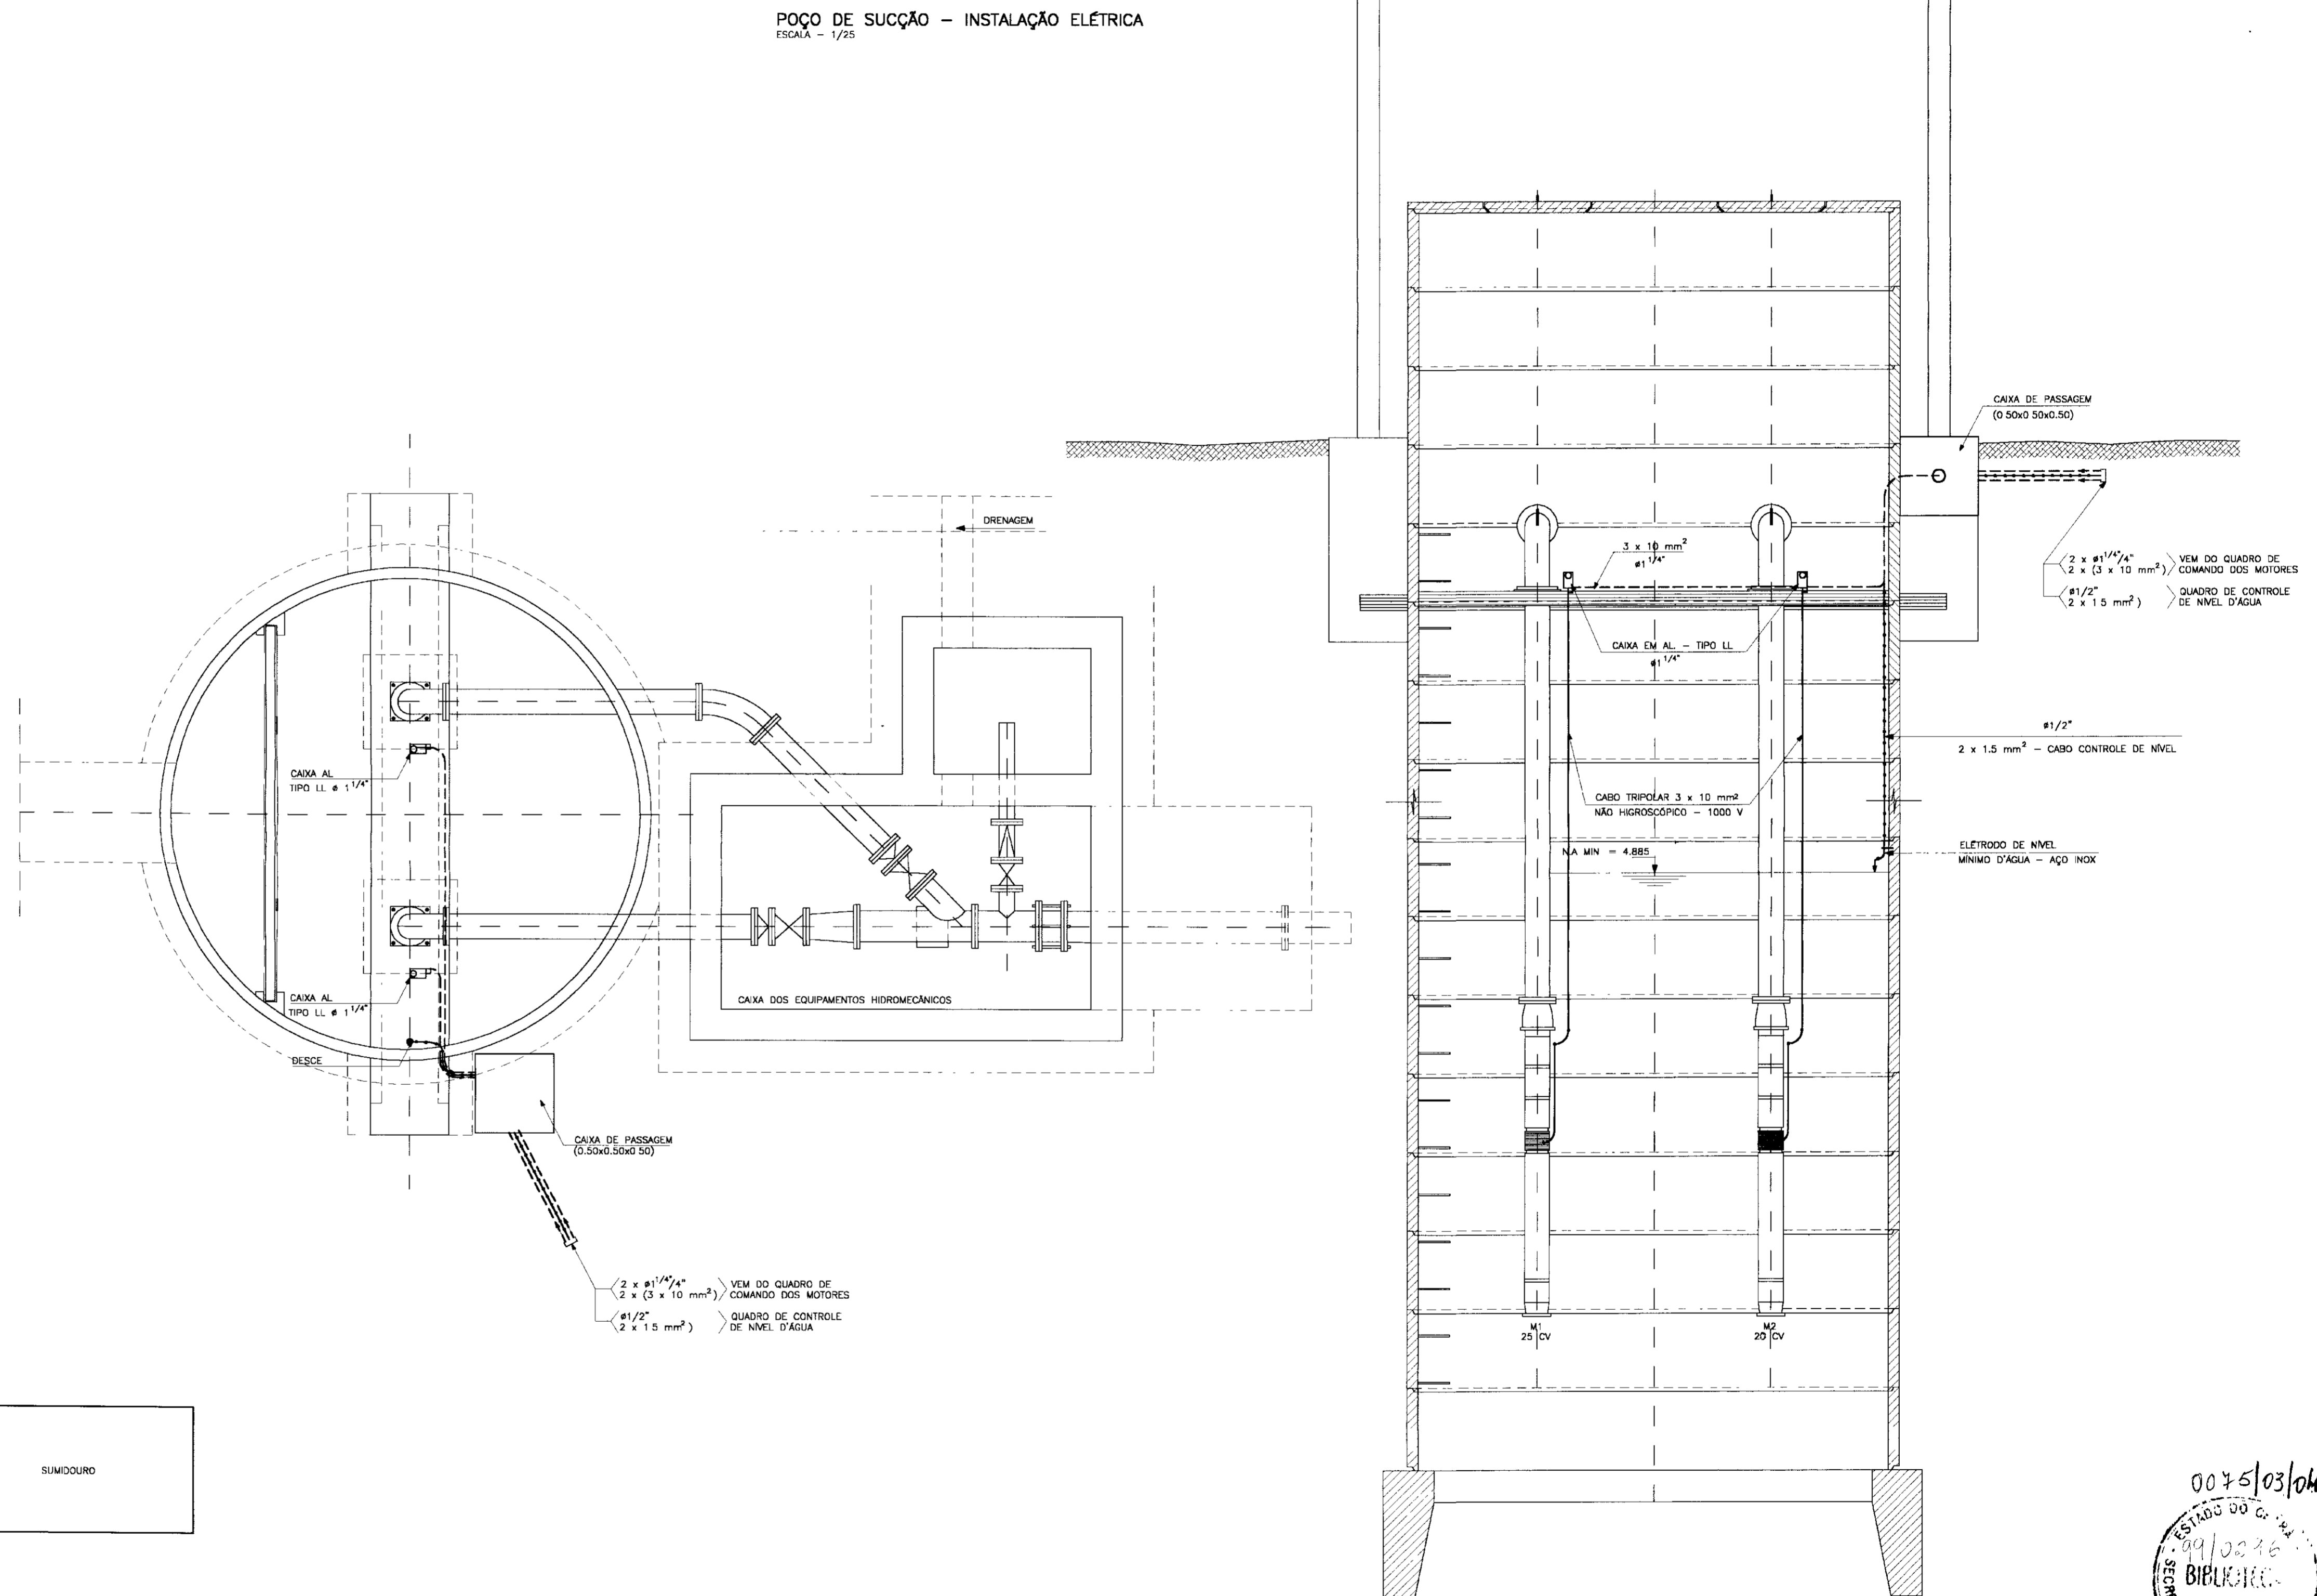 POÇO DE SUCÇÃO – INSTALAÇÃO ELÉTRICA
ESCALA – 1/25
DRENAGEM
CAIXA AL
TIPO LL ø 1 1/4"
CAIXA AL
TIPO LL ø 1 1/4"
DESCE
CAIXA DOS EQUIPAMENTOS HIDROMECÂNICOS
CAIXA DE PASSAGEM
(0.50x0.50x0 50)
2 x ø1 1/4"/4"
2 x (3 x 10 mm²)
VEM DO QUADRO DE
COMANDO DOS MOTORES
ø1/2"
2 x 1 5 mm²)
QUADRO DE CONTROLE
DE NÍVEL D'ÁGUA
SUMIDOURO
CAIXA DE PASSAGEM
(0 50x0 50x0.50)
3 x 10 mm²
ø1 1/4"
2 x ø1 1/4"/4"
2 x (3 x 10 mm²)
VEM DO QUADRO DE
COMANDO DOS MOTORES
ø1/2"
2 x 1 5 mm²)
QUADRO DE CONTROLE
DE NÍVEL D'ÁGUA
CAIXA EM AL. – TIPO LL
ø1 1/4"
ø1/2"
2 x 1.5 mm² – CABO CONTROLE DE NÍVEL
CABO TRIPOLAR 3 x 10 mm²
NÃO HIGROSCÓPICO – 1000 V
N.A MIN = 4.885
ELÉTRODO DE NÍVEL
MÍNIMO D'ÁGUA – AÇO INOX
M1
25 CV
M2
20 CV
0075/03/04
ESTADO DO
BIBLIOTEC